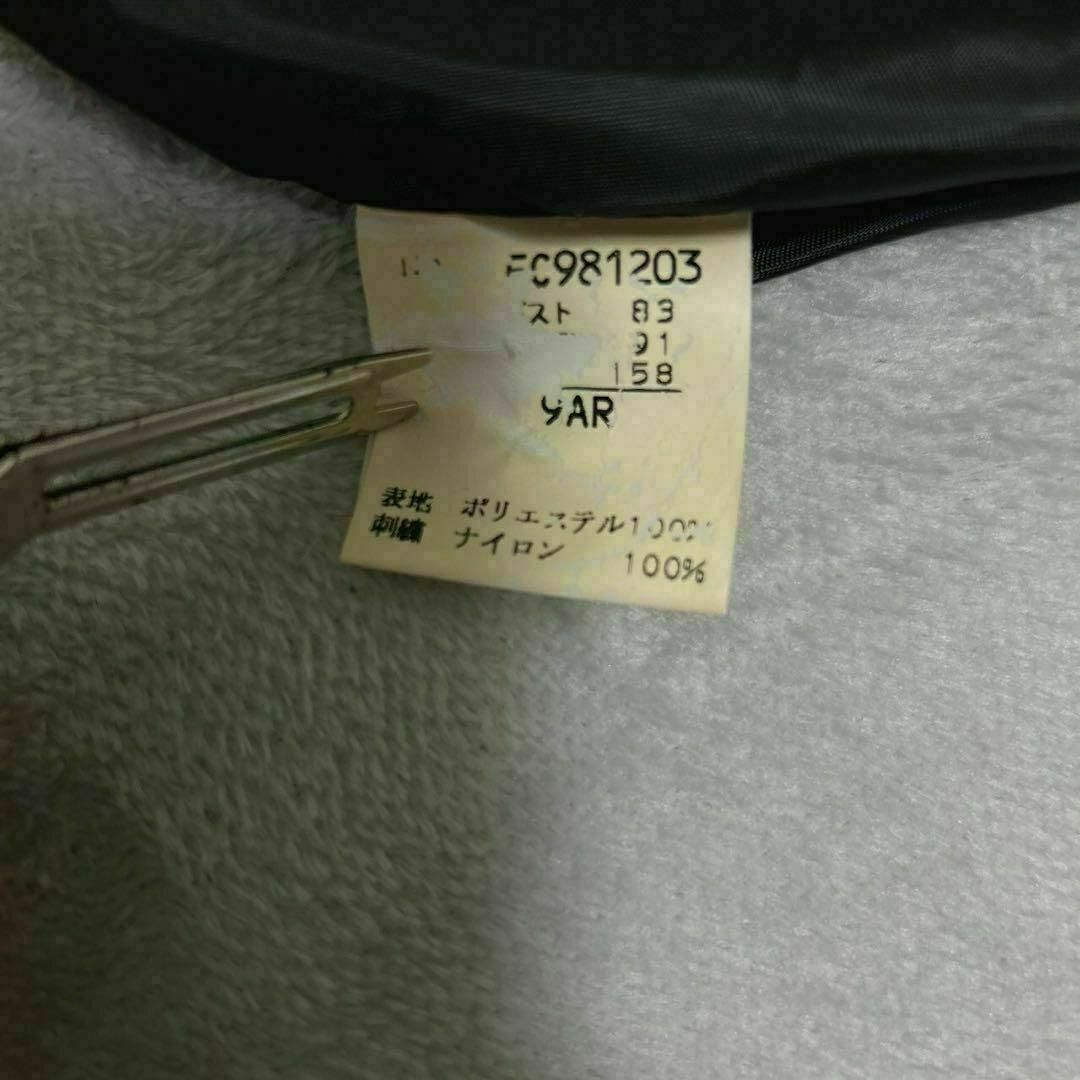 FC981203
スト 83
91
158
9AR
表地 ポリエステル100%
刺繍 ナイロン 100%